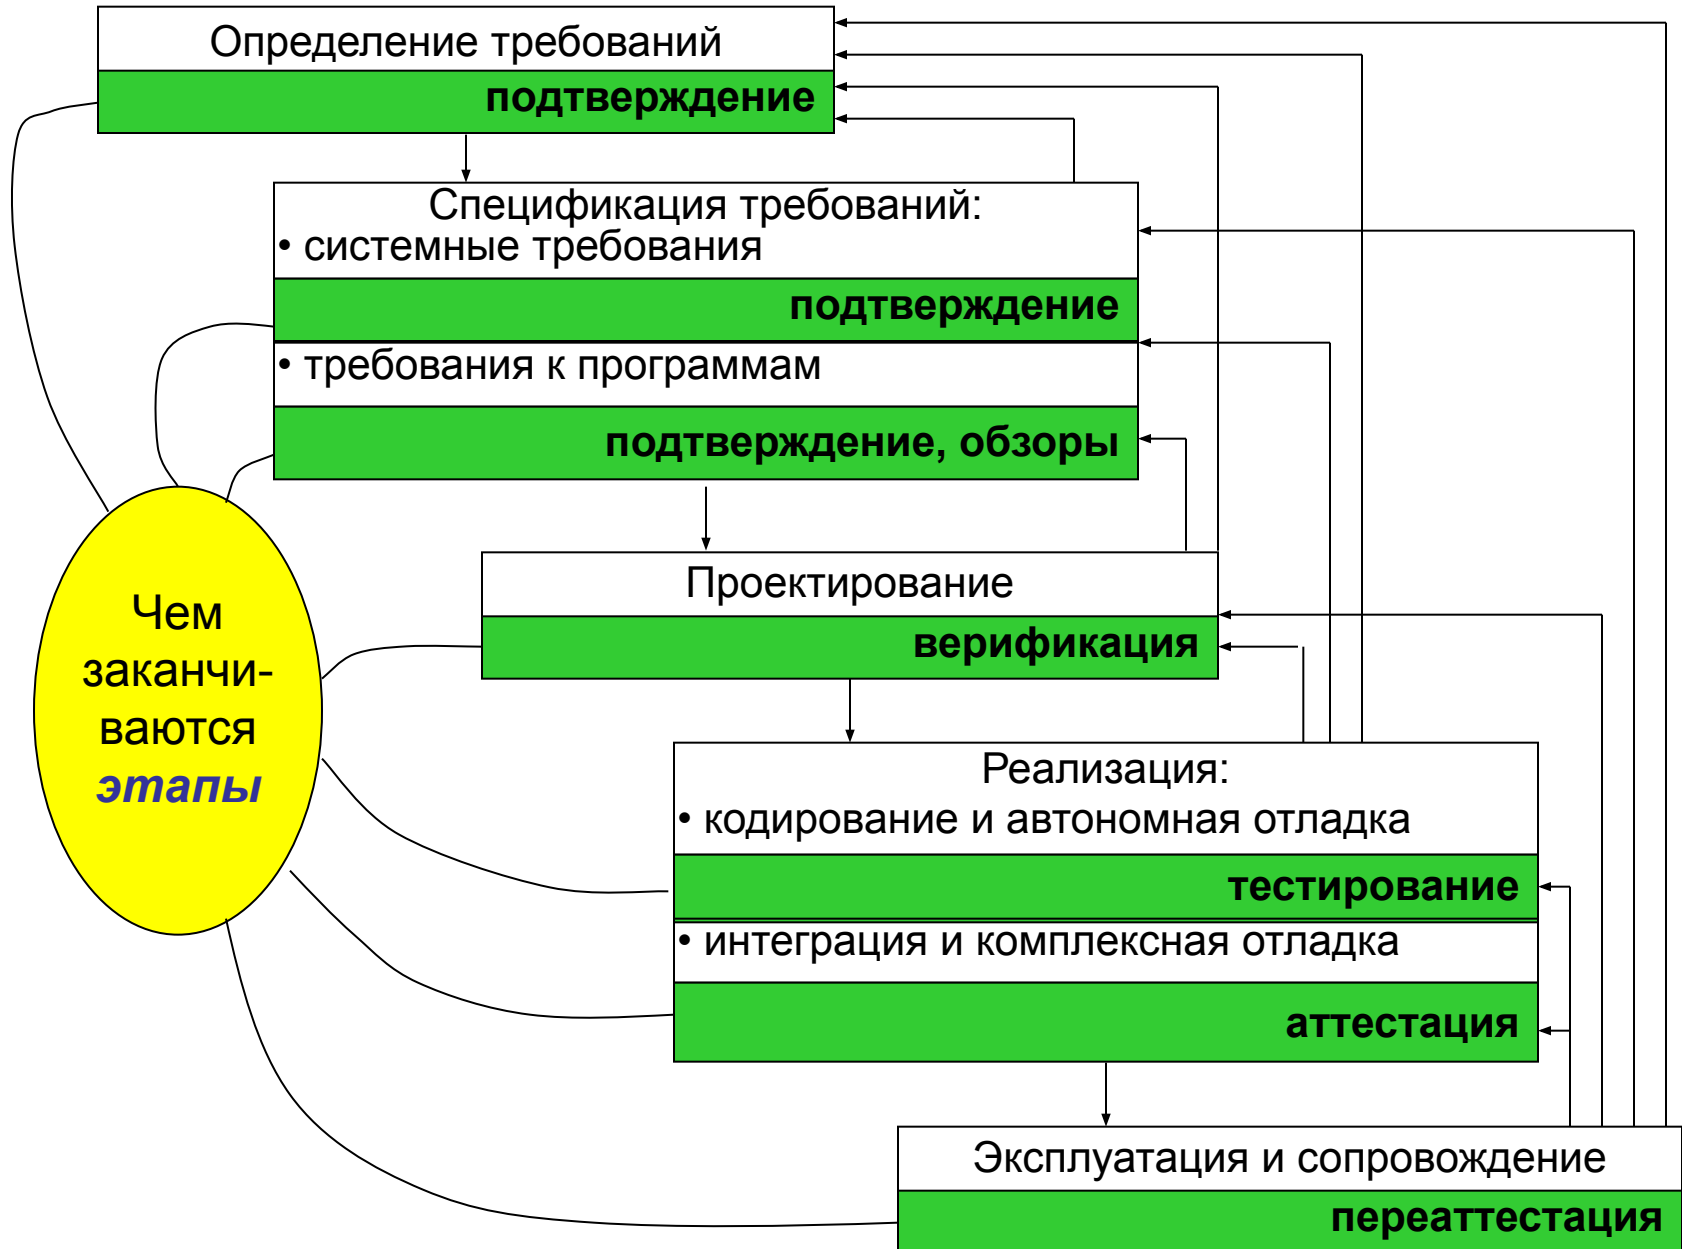 Определение требований
подтверждение
Спецификация требований:
• системные требования
подтверждение
• требования к программам
подтверждение, обзоры
Чем
заканчи-
ваются
этапы
Проектирование
верификация
Реализация:
• кодирование и автономная отладка
тестирование
• интеграция и комплексная отладка
аттестация
Эксплуатация и сопровождение
переаттестация